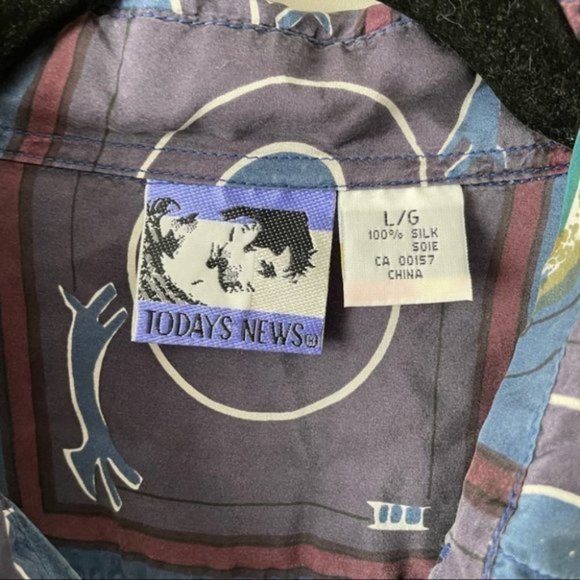 TODAYS NEWS®
L/G
100% SILK
SOIE
CA 00157
CHINA